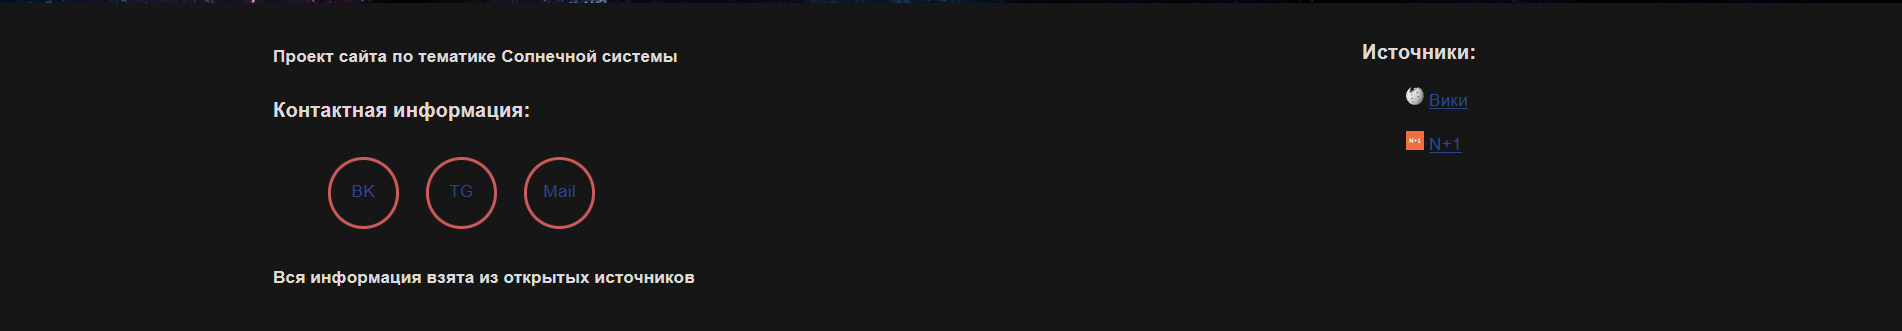 Проект сайта по тематике Солнечной системы
Контактная информация:
ВК
TG
Mail
Вся информация взята из открытых источников
Источники:
Вики
N+1
N+1